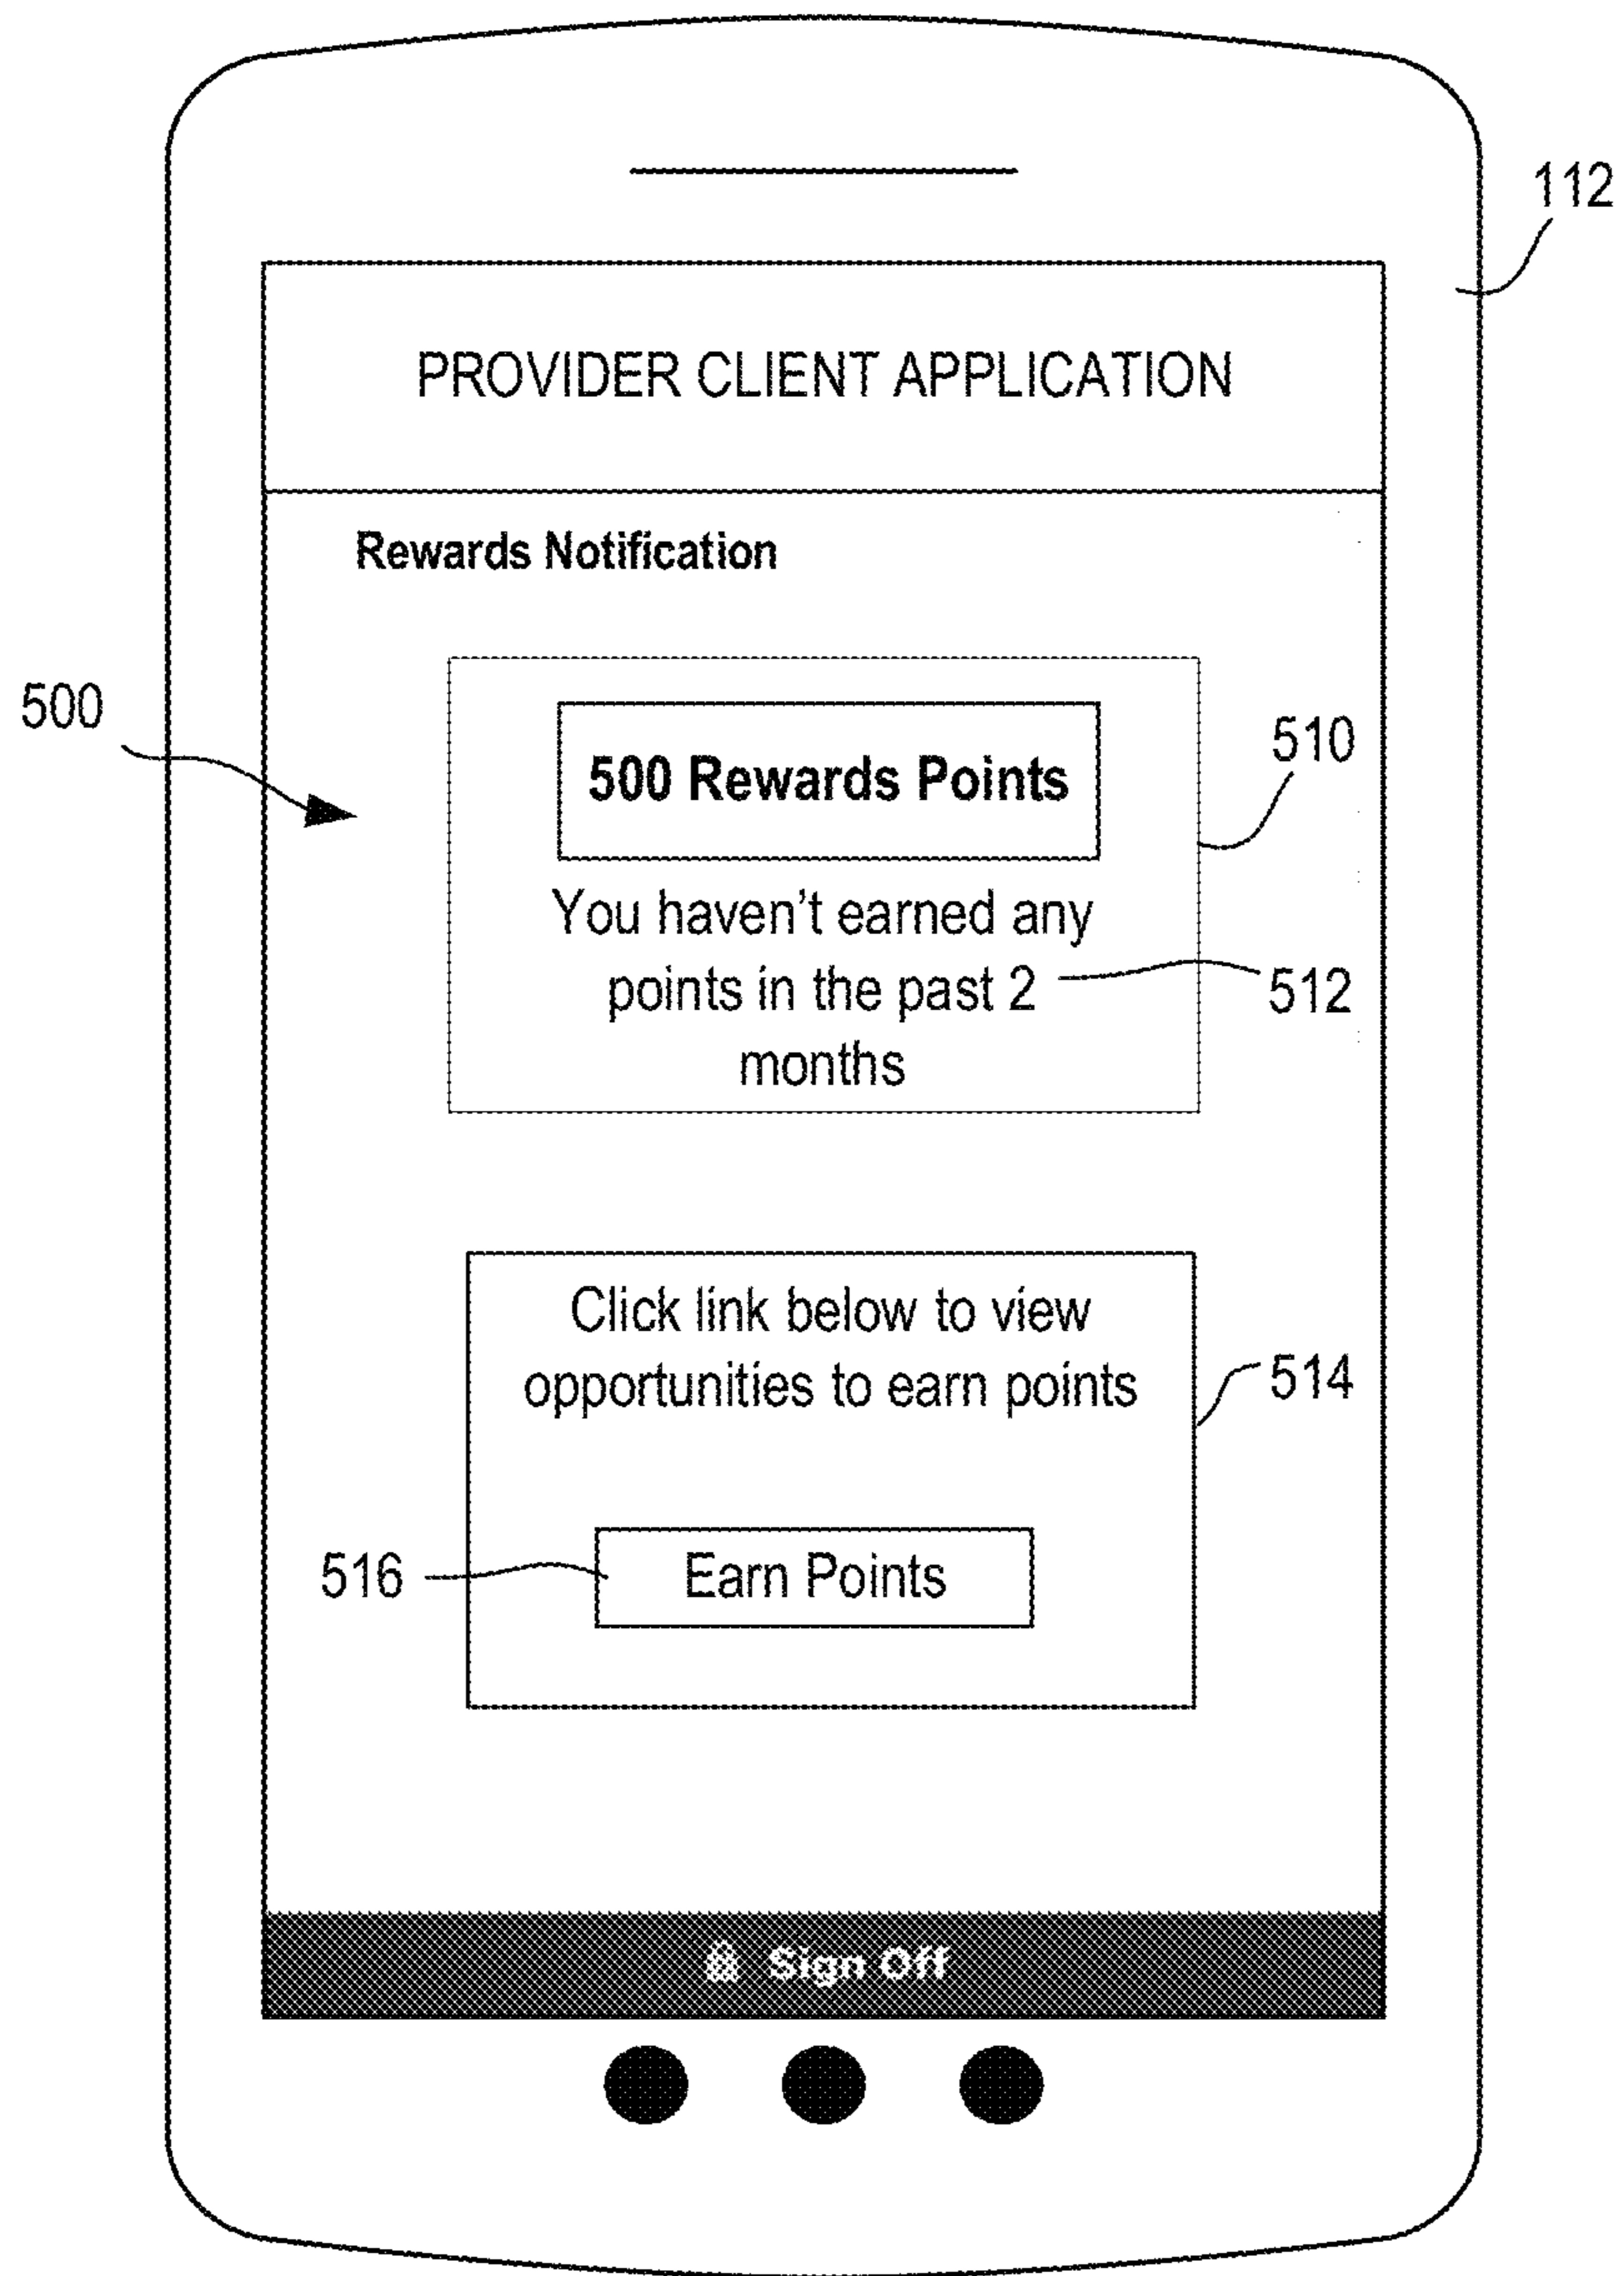 112
PROVIDER CLIENT APPLICATION
Rewards Notification
500
500 Rewards Points
510
You haven't earned any
points in the past 2
512
months
Click link below to view
opportunities to earn points
514
516
Earn Points
Sign Off